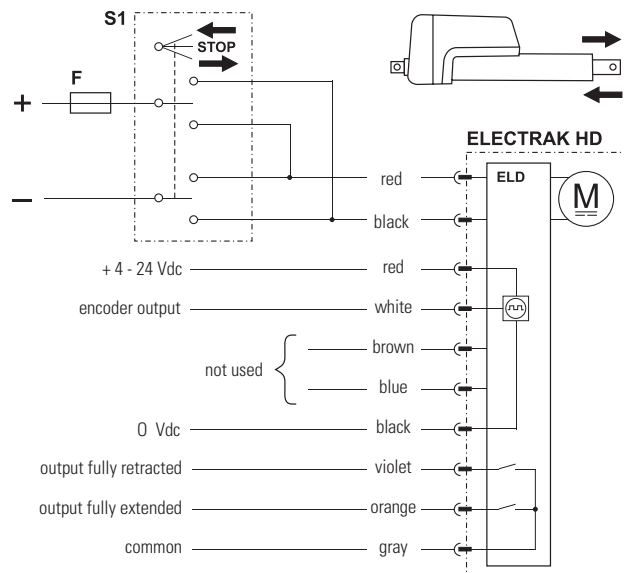 S1
STOP
F
+
–
ELECTRAK HD
ELD
M
red
black
+ 4 - 24 Vdc red
encoder output white
not used
brown
blue
0 Vdc black
output fully retracted violet
output fully extended orange
common gray